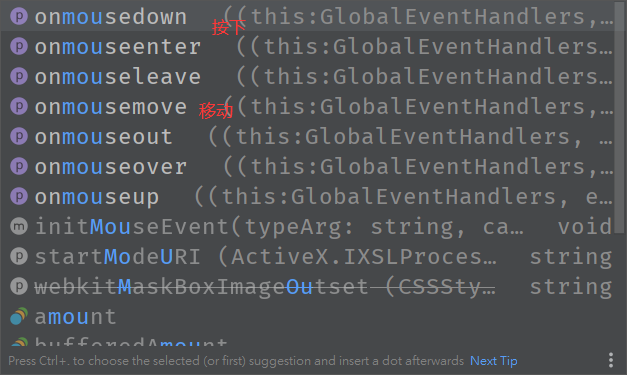 onmousedown ((this:GlobalEventHandlers,…
按下
onmouseenter ((this:GlobalEventHandlers…
onmouseleave ((this:GlobalEventHandlers…
onmousemove ((this:GlobalEventHandlers,…
移动
onmouseout ((this:GlobalEventHandlers, …
onmouseover ((this:GlobalEventHandlers,…
onmouseup ((this:GlobalEventHandlers, e…
initMouseEvent(typeArg: string, ca… void
startModeURI (ActiveX.IXSLProces… string
webkitMaskBoxImageOutset (CSSSty… string
amount
bufferedAmount
Press Ctrl+. to choose the selected (or first) suggestion and insert a dot afterwards Next Tip